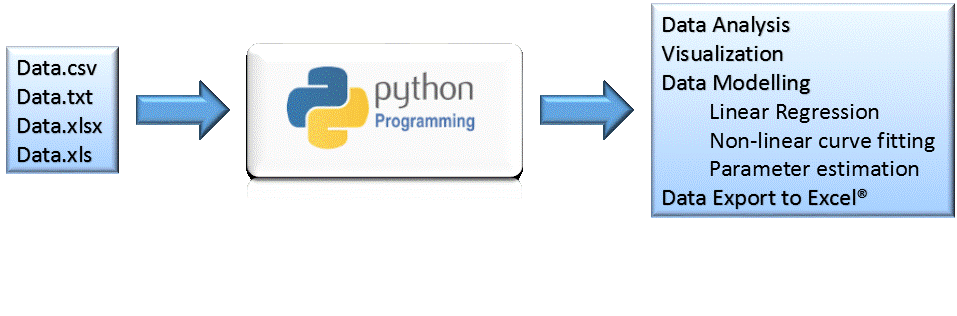 Data.csv
Data.txt
Data.xlsx
Data.xls
python
Programming
Data Analysis
Visualization
Data Modelling
Linear Regression
Non-linear curve fitting
Parameter estimation
Data Export to Excel®